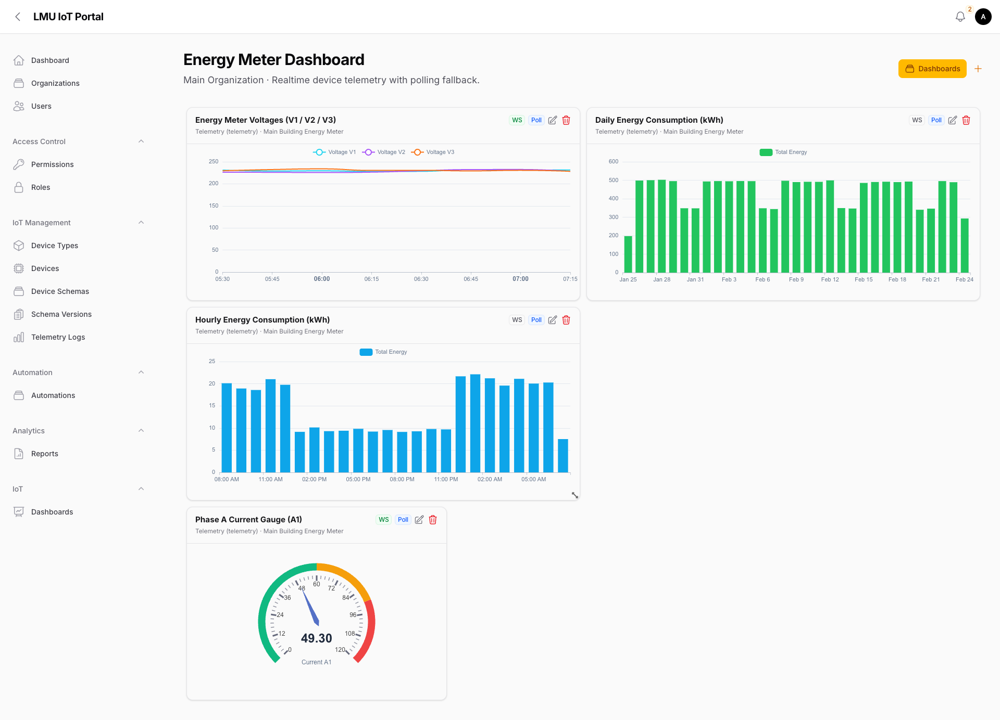 LMU IoT Portal
2
A
Dashboard
Organizations
Users
Access Control
Permissions
Roles
IoT Management
Device Types
Devices
Device Schemas
Schema Versions
Telemetry Logs
Automation
Automations
Analytics
Reports
IoT
Dashboards
Energy Meter Dashboard
Main Organization · Realtime device telemetry with polling fallback.
Dashboards
Energy Meter Voltages (V1 / V2 / V3)
WS Poll
Telemetry (telemetry) · Main Building Energy Meter
Voltage V1 Voltage V2 Voltage V3
250
200
150
100
50
0
05:30 05:45 06:00 06:15 06:30 06:45 07:00 07:15
Daily Energy Consumption (kWh)
WS Poll
Telemetry (telemetry) · Main Building Energy Meter
Total Energy
600
500
400
300
200
100
0
Jan 25 Jan 28 Jan 31 Feb 3 Feb 6 Feb 9 Feb 12 Feb 15 Feb 18 Feb 21 Feb 24
Hourly Energy Consumption (kWh)
WS Poll
Telemetry (telemetry) · Main Building Energy Meter
Total Energy
25
20
15
10
5
0
08:00 AM 11:00 AM 02:00 PM 05:00 PM 08:00 PM 11:00 PM 02:00 AM 05:00 AM
Phase A Current Gauge (A1)
WS Poll
Telemetry (telemetry) · Main Building Energy Meter
0
12
24
36
48
60
72
84
96
108
120
49.30
Current A1